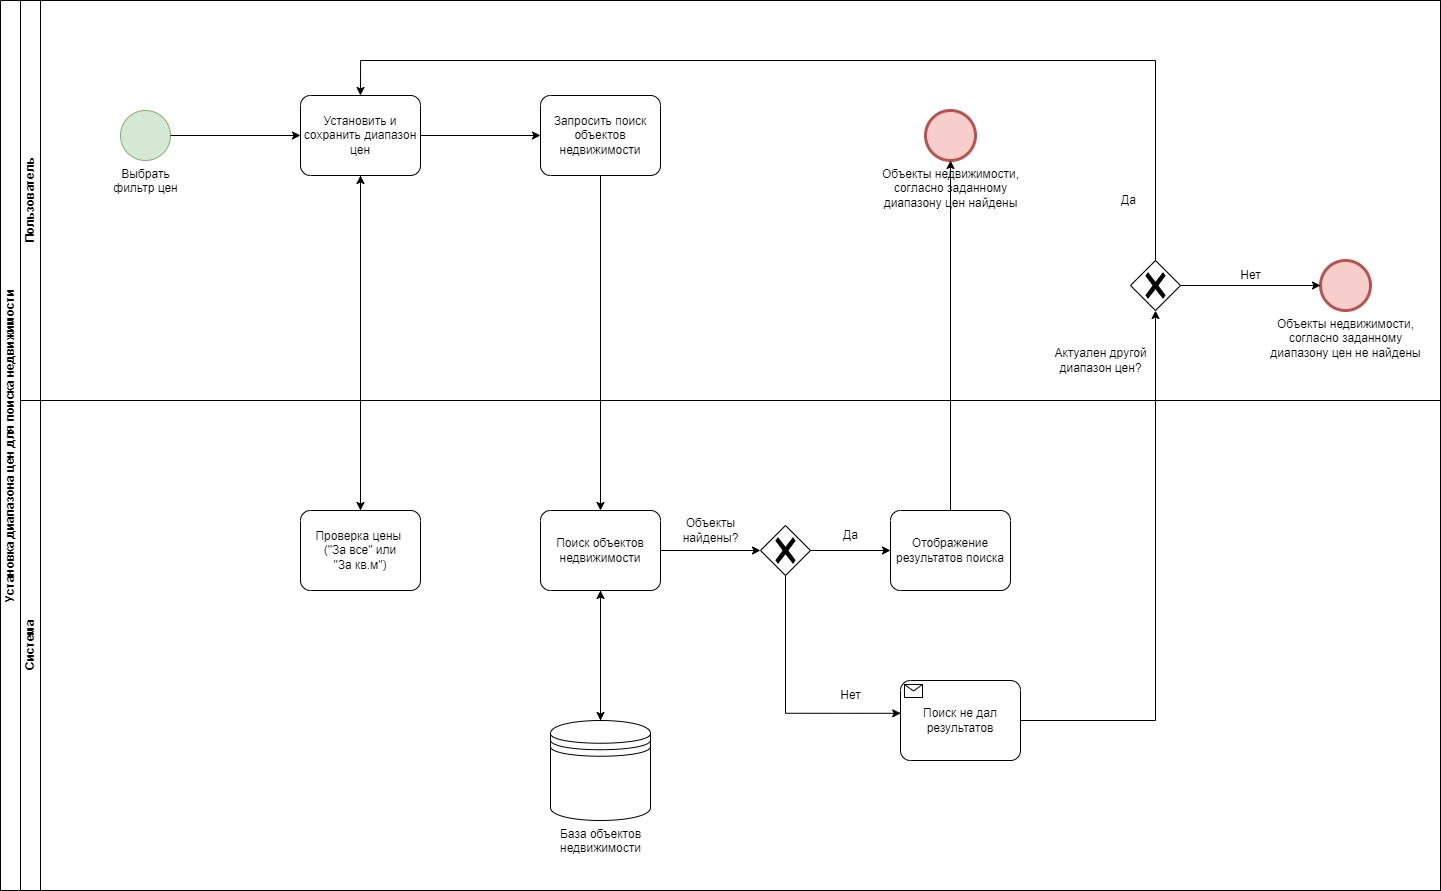 Установка диапазона цен для поиска недвижимости
Пользователь
Выбрать
фильтр цен
Установить и
сохранить диапазон
цен
Запросить поиск
объектов
недвижимости
Объекты недвижимости,
согласно заданному
диапазону цен найдены
Да
Нет
Объекты недвижимости,
согласно заданному
диапазону цен не найдены
Актуален другой
диапазон цен?
Система
Проверка цены
("За все" или
"За кв.м")
Поиск объектов
недвижимости
Объекты
найдены?
Да
Отображение
результатов поиска
Нет
Поиск не дал
результатов
База объектов
недвижимости